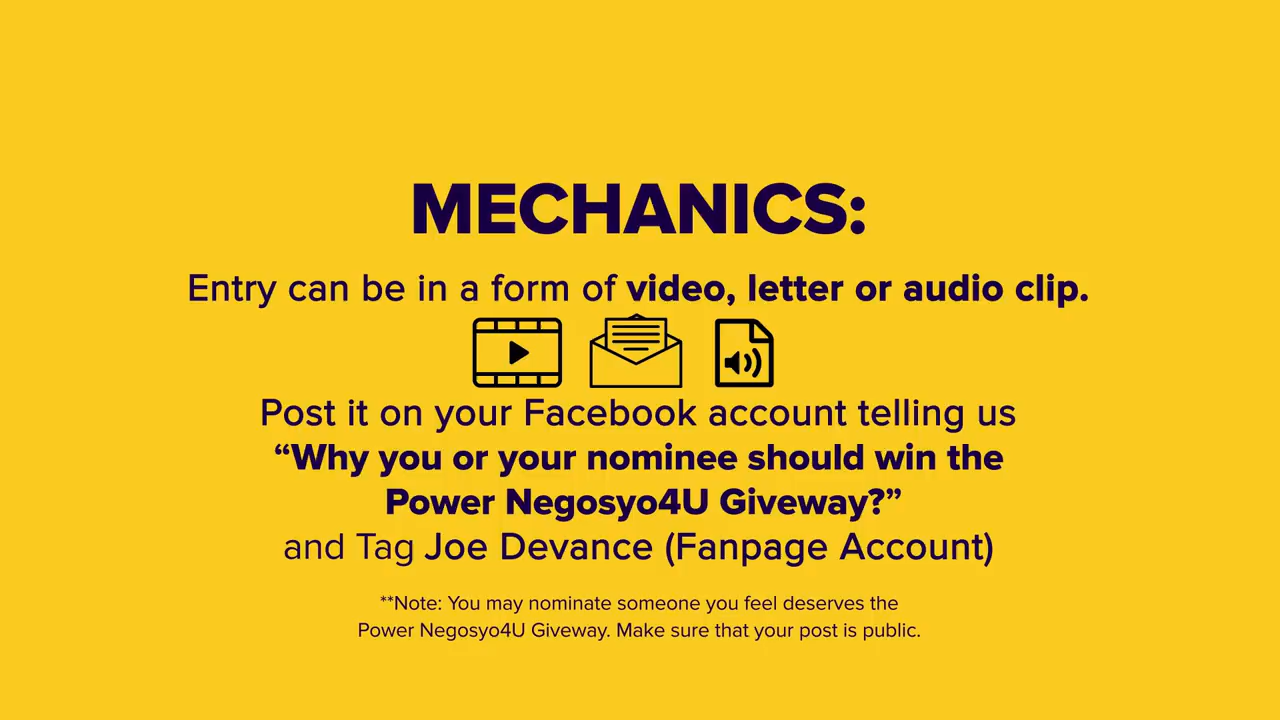 MECHANICS:
Entry can be in a form of video, letter or audio clip.
Post it on your Facebook account telling us
“Why you or your nominee should win the
Power Negosyo4U Giveway?”
and Tag Joe Devance (Fanpage Account)
**Note: You may nominate someone you feel deserves the
Power Negosyo4U Giveway. Make sure that your post is public.